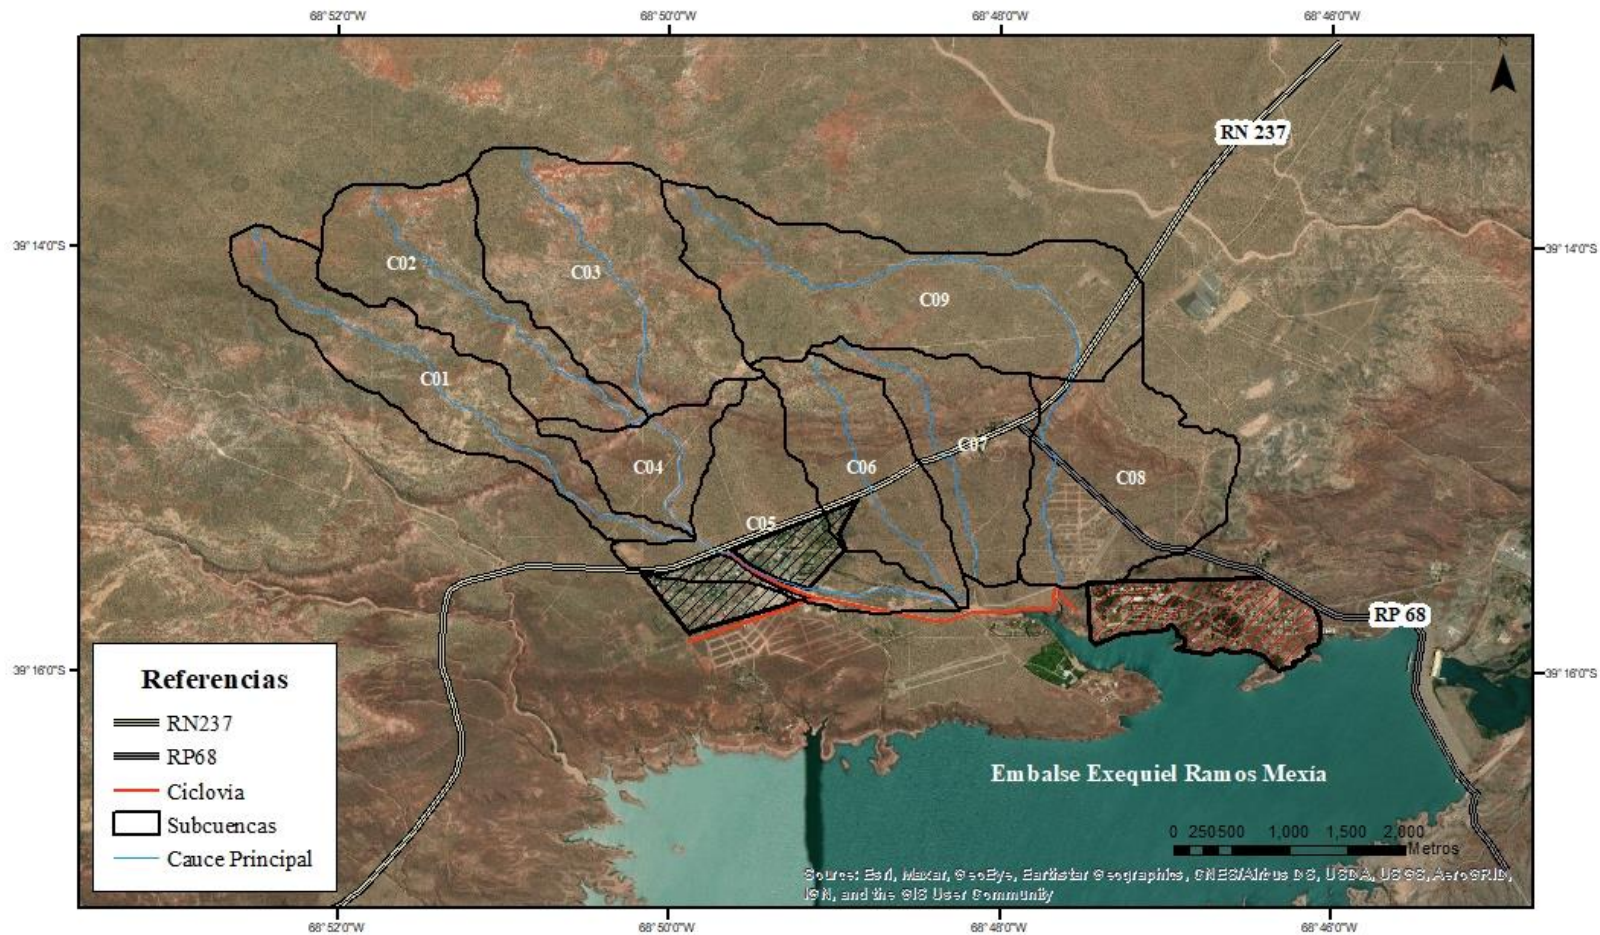 68°52'0"W
68°50'0"W
68°48'0"W
68°46'0"W
N
RN 237
39°14'0"S
39°14'0"S
C02
C03
C09
C01
C04
C06
C07
C08
C05
RP 68
39°16'0"S
39°16'0"S
Referencias
RN237
RP68
Ciclovia
Subcuencas
Cauce Principal
Embalse Exequiel Ramos Mexía
0 250500 1,000 1,500 2,000
Metros
Source: Esri, Maxar, GeoEye, Earthstar Geographics, CNES/Airbus DS, USDA, USGS, AeroGRID,
IGN, and the GIS User Community
68°52'0"W
68°50'0"W
68°48'0"W
68°46'0"W